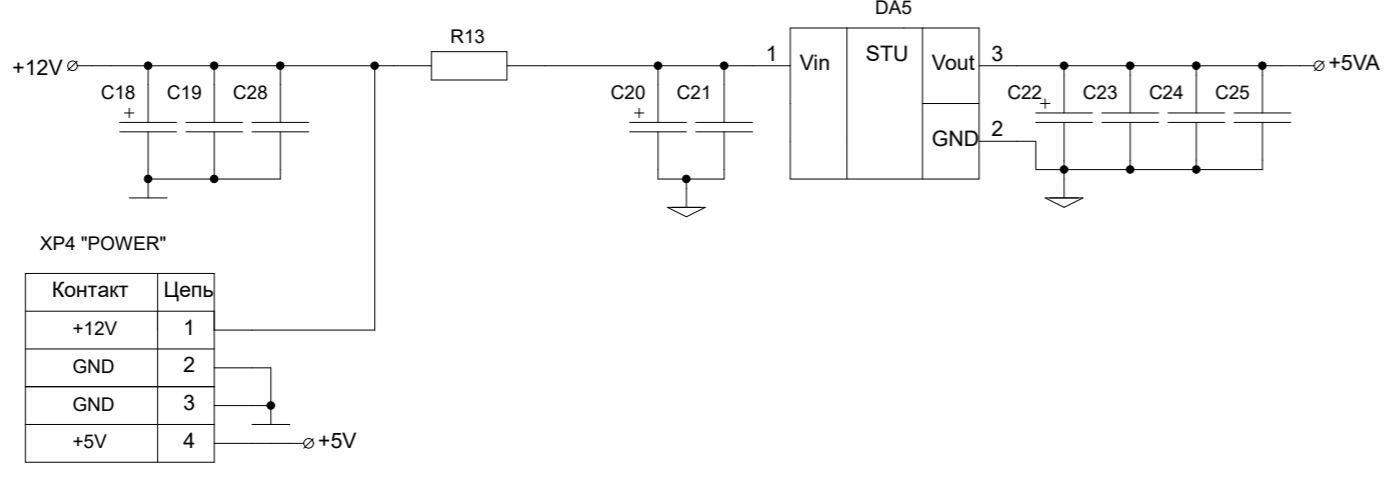 DA5
R13
+12V
1
Vin
STU
Vout
3
+5VA
C18
+
C19
C28
C20
+
C21
C22
+
C23
C24
C25
GND
2
XP4 "POWER"
Контакт Цепь
+12V 1
GND 2
GND 3
+5V 4
+5V